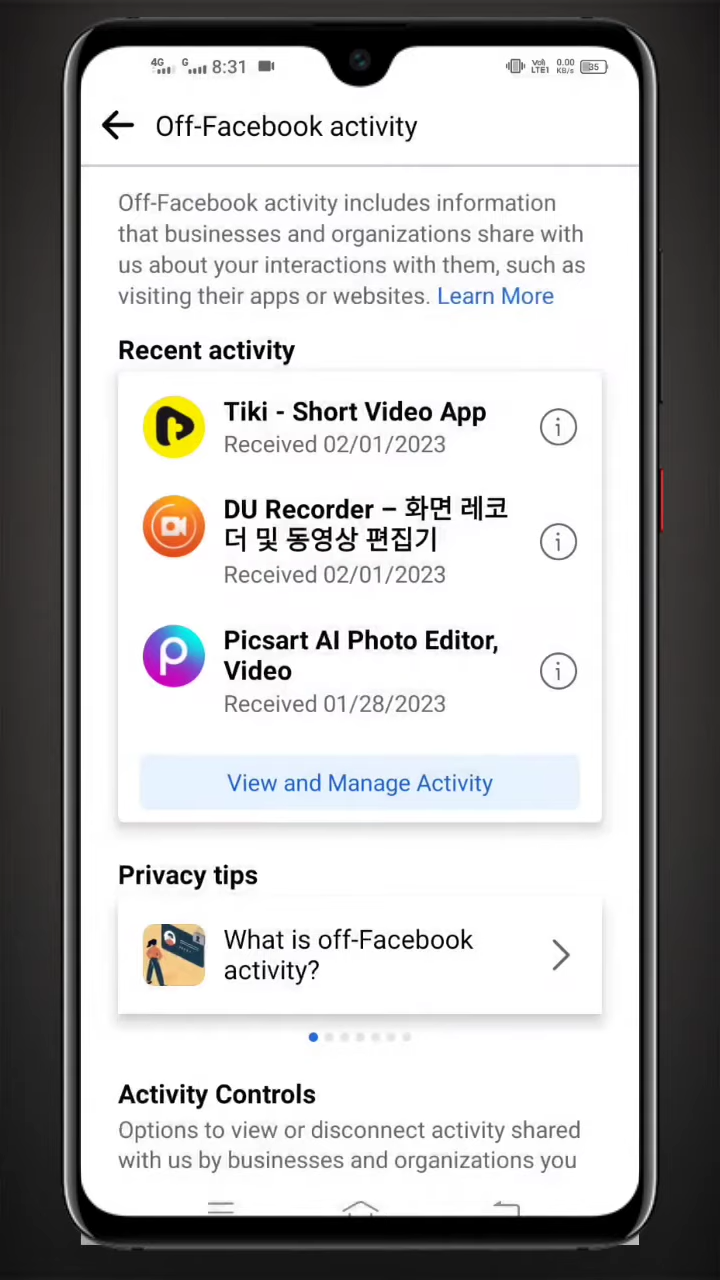 4G G 8:31 Vo)) LTE1 0.00 KB/s 35
Off-Facebook activity
Off-Facebook activity includes information
that businesses and organizations share with
us about your interactions with them, such as
visiting their apps or websites. Learn More
Recent activity
Tiki - Short Video App
Received 02/01/2023
DU Recorder – 화면 레코
더 및 동영상 편집기
Received 02/01/2023
Picsart AI Photo Editor,
Video
Received 01/28/2023
View and Manage Activity
Privacy tips
What is off-Facebook
activity?
Activity Controls
Options to view or disconnect activity shared
with us by businesses and organizations you